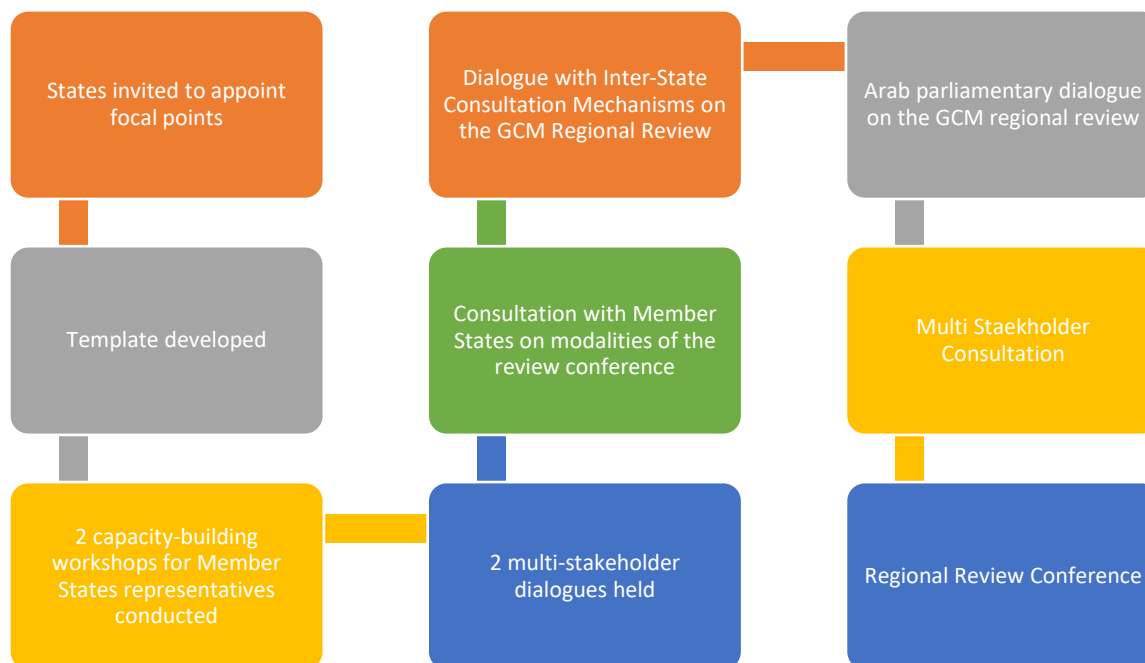 States invited to appoint
focal points
Template developed
2 capacity-building
workshops for Member
States representatives
conducted
2 multi-stakeholder
dialogues held
Consultation with Member
States on modalities of the
review conference
Dialogue with Inter-State
Consultation Mechanisms on
the GCM Regional Review
Arab parliamentary dialogue
on the GCM regional review
Multi Staekholder
Consultation
Regional Review Conference